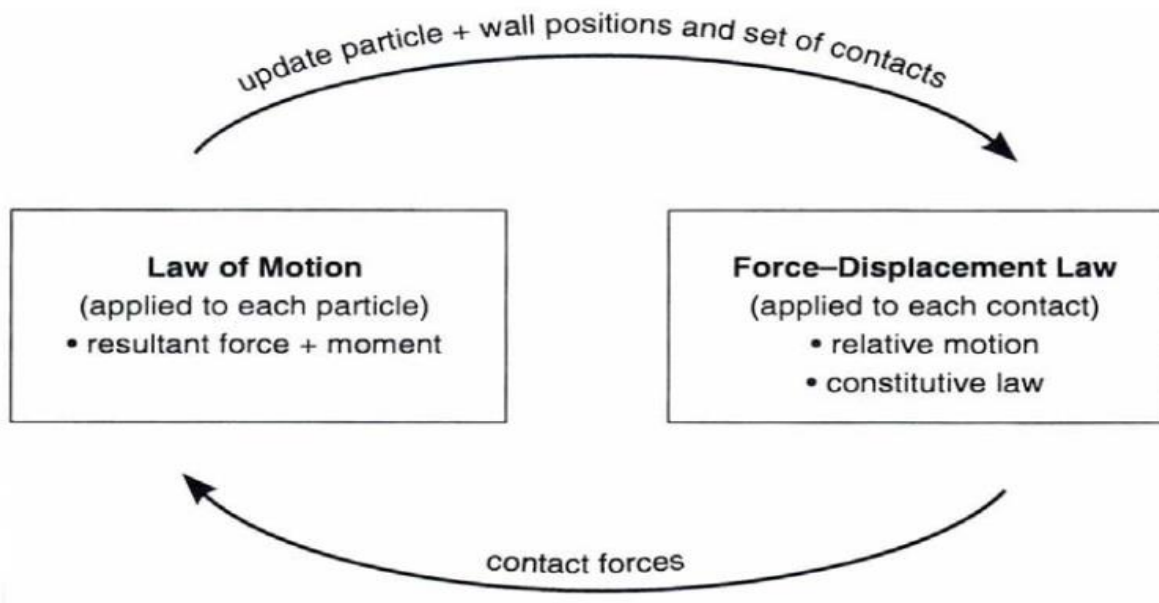 update particle + wall positions and set of contacts
Law of Motion
(applied to each particle)
• resultant force + moment
Force–Displacement Law
(applied to each contact)
• relative motion
• constitutive law
contact forces